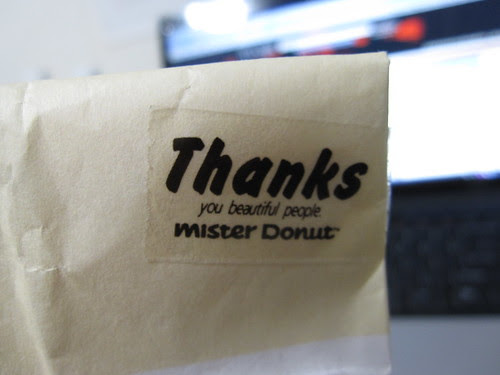 Thanks
you beautiful people.
mister Donut